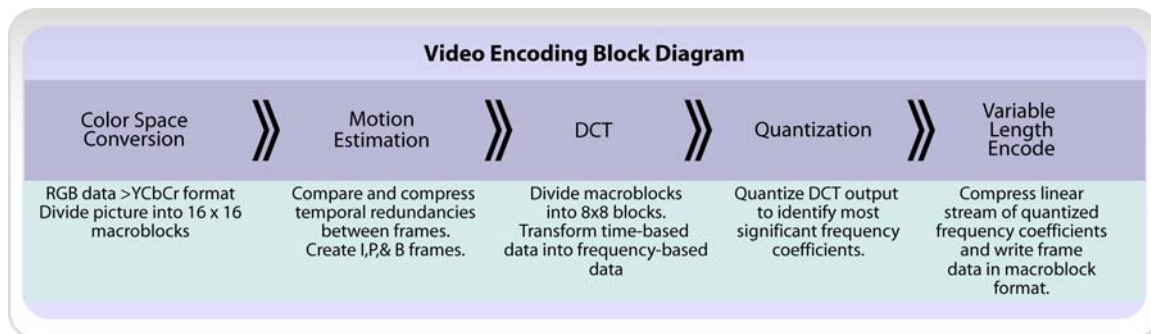 Video Encoding Block Diagram
Color Space
Conversion
Motion
Estimation
DCT
Quantization
Variable
Length
Encode
RGB data >YCbCr format
Divide picture into 16 x 16
macroblocks
Compare and compress
temporal redundancies
between frames.
Create I,P,& B frames.
Divide macroblocks
into 8x8 blocks.
Transform time-based
data into frequency-based
data
Quantize DCT output
to identify most
significant frequency
coefficients.
Compress linear
stream of quantized
frequency coefficients
and write frame
data in macroblock
format.